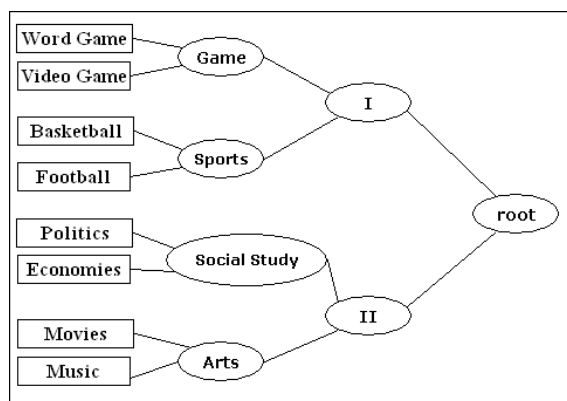 Word Game
Video Game
Game
I
Basketball
Football
Sports
root
Politics
Economies
Social Study
II
Movies
Music
Arts